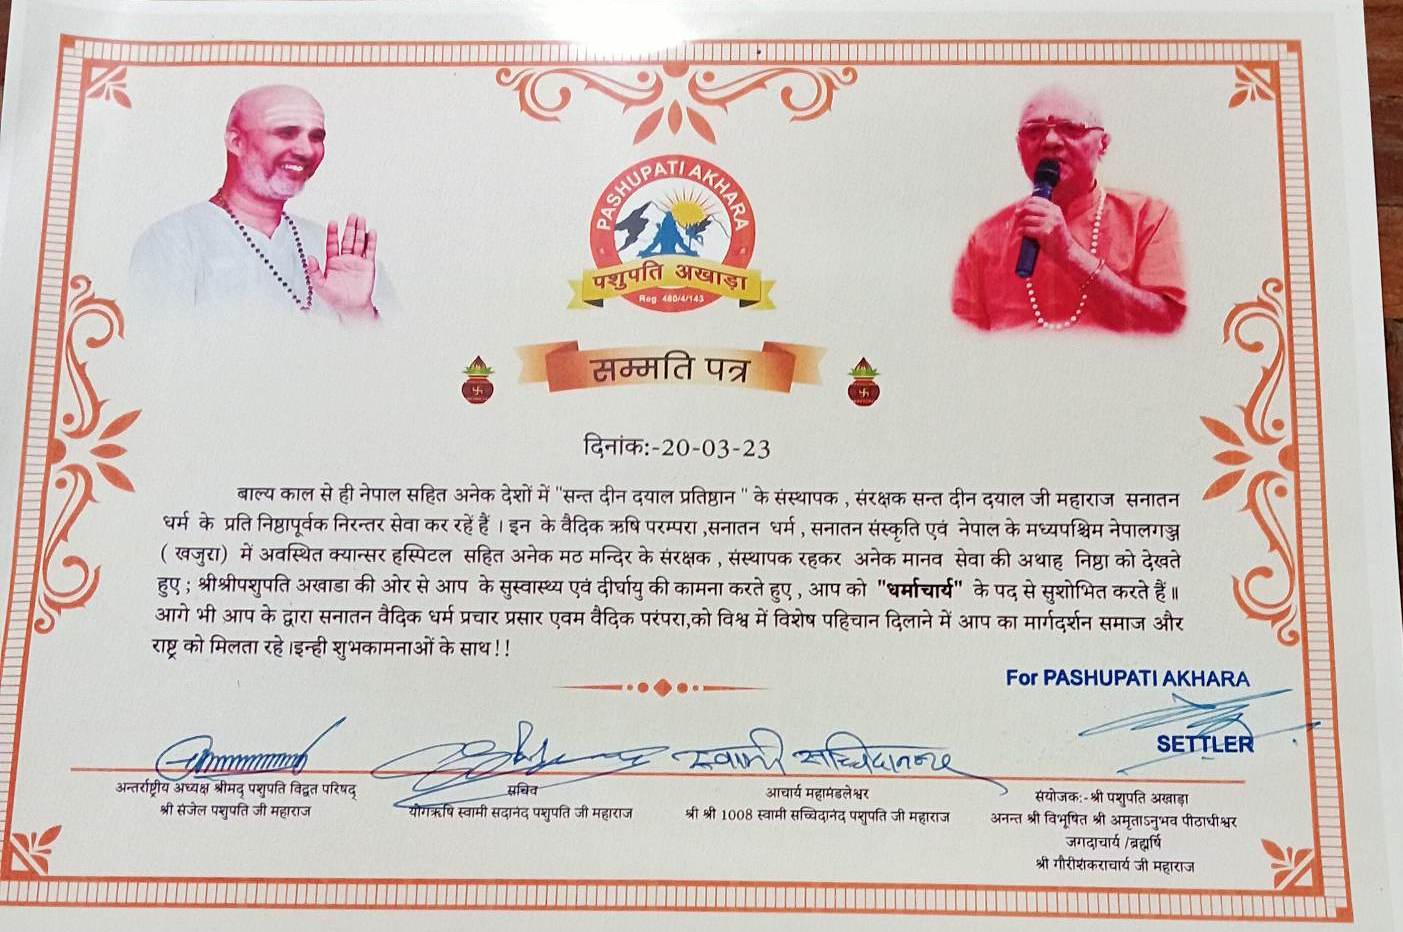 PASHUPATI AKHARA
पशुपति अखाड़ा
Reg 480/4/143
सम्मति पत्र
दिनांक:-20-03-23
बाल्य काल से ही नेपाल सहित अनेक देशों में "सन्त दीन दयाल प्रतिष्ठान " के संस्थापक , संरक्षक सन्त दीन दयाल जी महाराज सनातन
धर्म के प्रति निष्ठापूर्वक निरन्तर सेवा कर रहें हैं । इन के वैदिक ऋषि परम्परा ,सनातन धर्म , सनातन संस्कृति एवं नेपाल के मध्यपश्चिम नेपालगञ्ज
( खजुरा) में अवस्थित क्यान्सर हस्पिटल सहित अनेक मठ मन्दिर के संरक्षक , संस्थापक रहकर अनेक मानव सेवा की अथाह निष्ठा को देखते
हुए ; श्रीश्रीपशुपति अखाडा की ओर से आप के सुस्वास्थ्य एवं दीर्घायु की कामना करते हुए , आप को "धर्माचार्य" के पद से सुशोभित करते हैं॥
आगे भी आप के द्वारा सनातन वैदिक धर्म प्रचार प्रसार एवम वैदिक परंपरा,को विश्व में विशेष पहिचान दिलाने में आप का मार्गदर्शन समाज और
राष्ट्र को मिलता रहे ।इन्ही शुभकामनाओं के साथ!!
For PASHUPATI AKHARA
SETTLER
स्वामी सच्चिदानन्द
अन्तर्राष्ट्रीय अध्यक्ष श्रीमद् पशुपति विद्वत परिषद्
श्री संजेल पशुपति जी महाराज
सचिव
योगऋषि स्वामी सदानंद पशुपति जी महाराज
आचार्य महामंडलेश्वर
श्री श्री 1008 स्वामी सच्चिदानंद पशुपति जी महाराज
संयोजक:-श्री पशुपति अखाड़ा
अनन्त श्री विभूषित श्री अमृताऽनुभव पीठाधीश्वर
जगदाचार्य /ब्रह्मर्षि
श्री गौरीशंकराचार्य जी महाराज